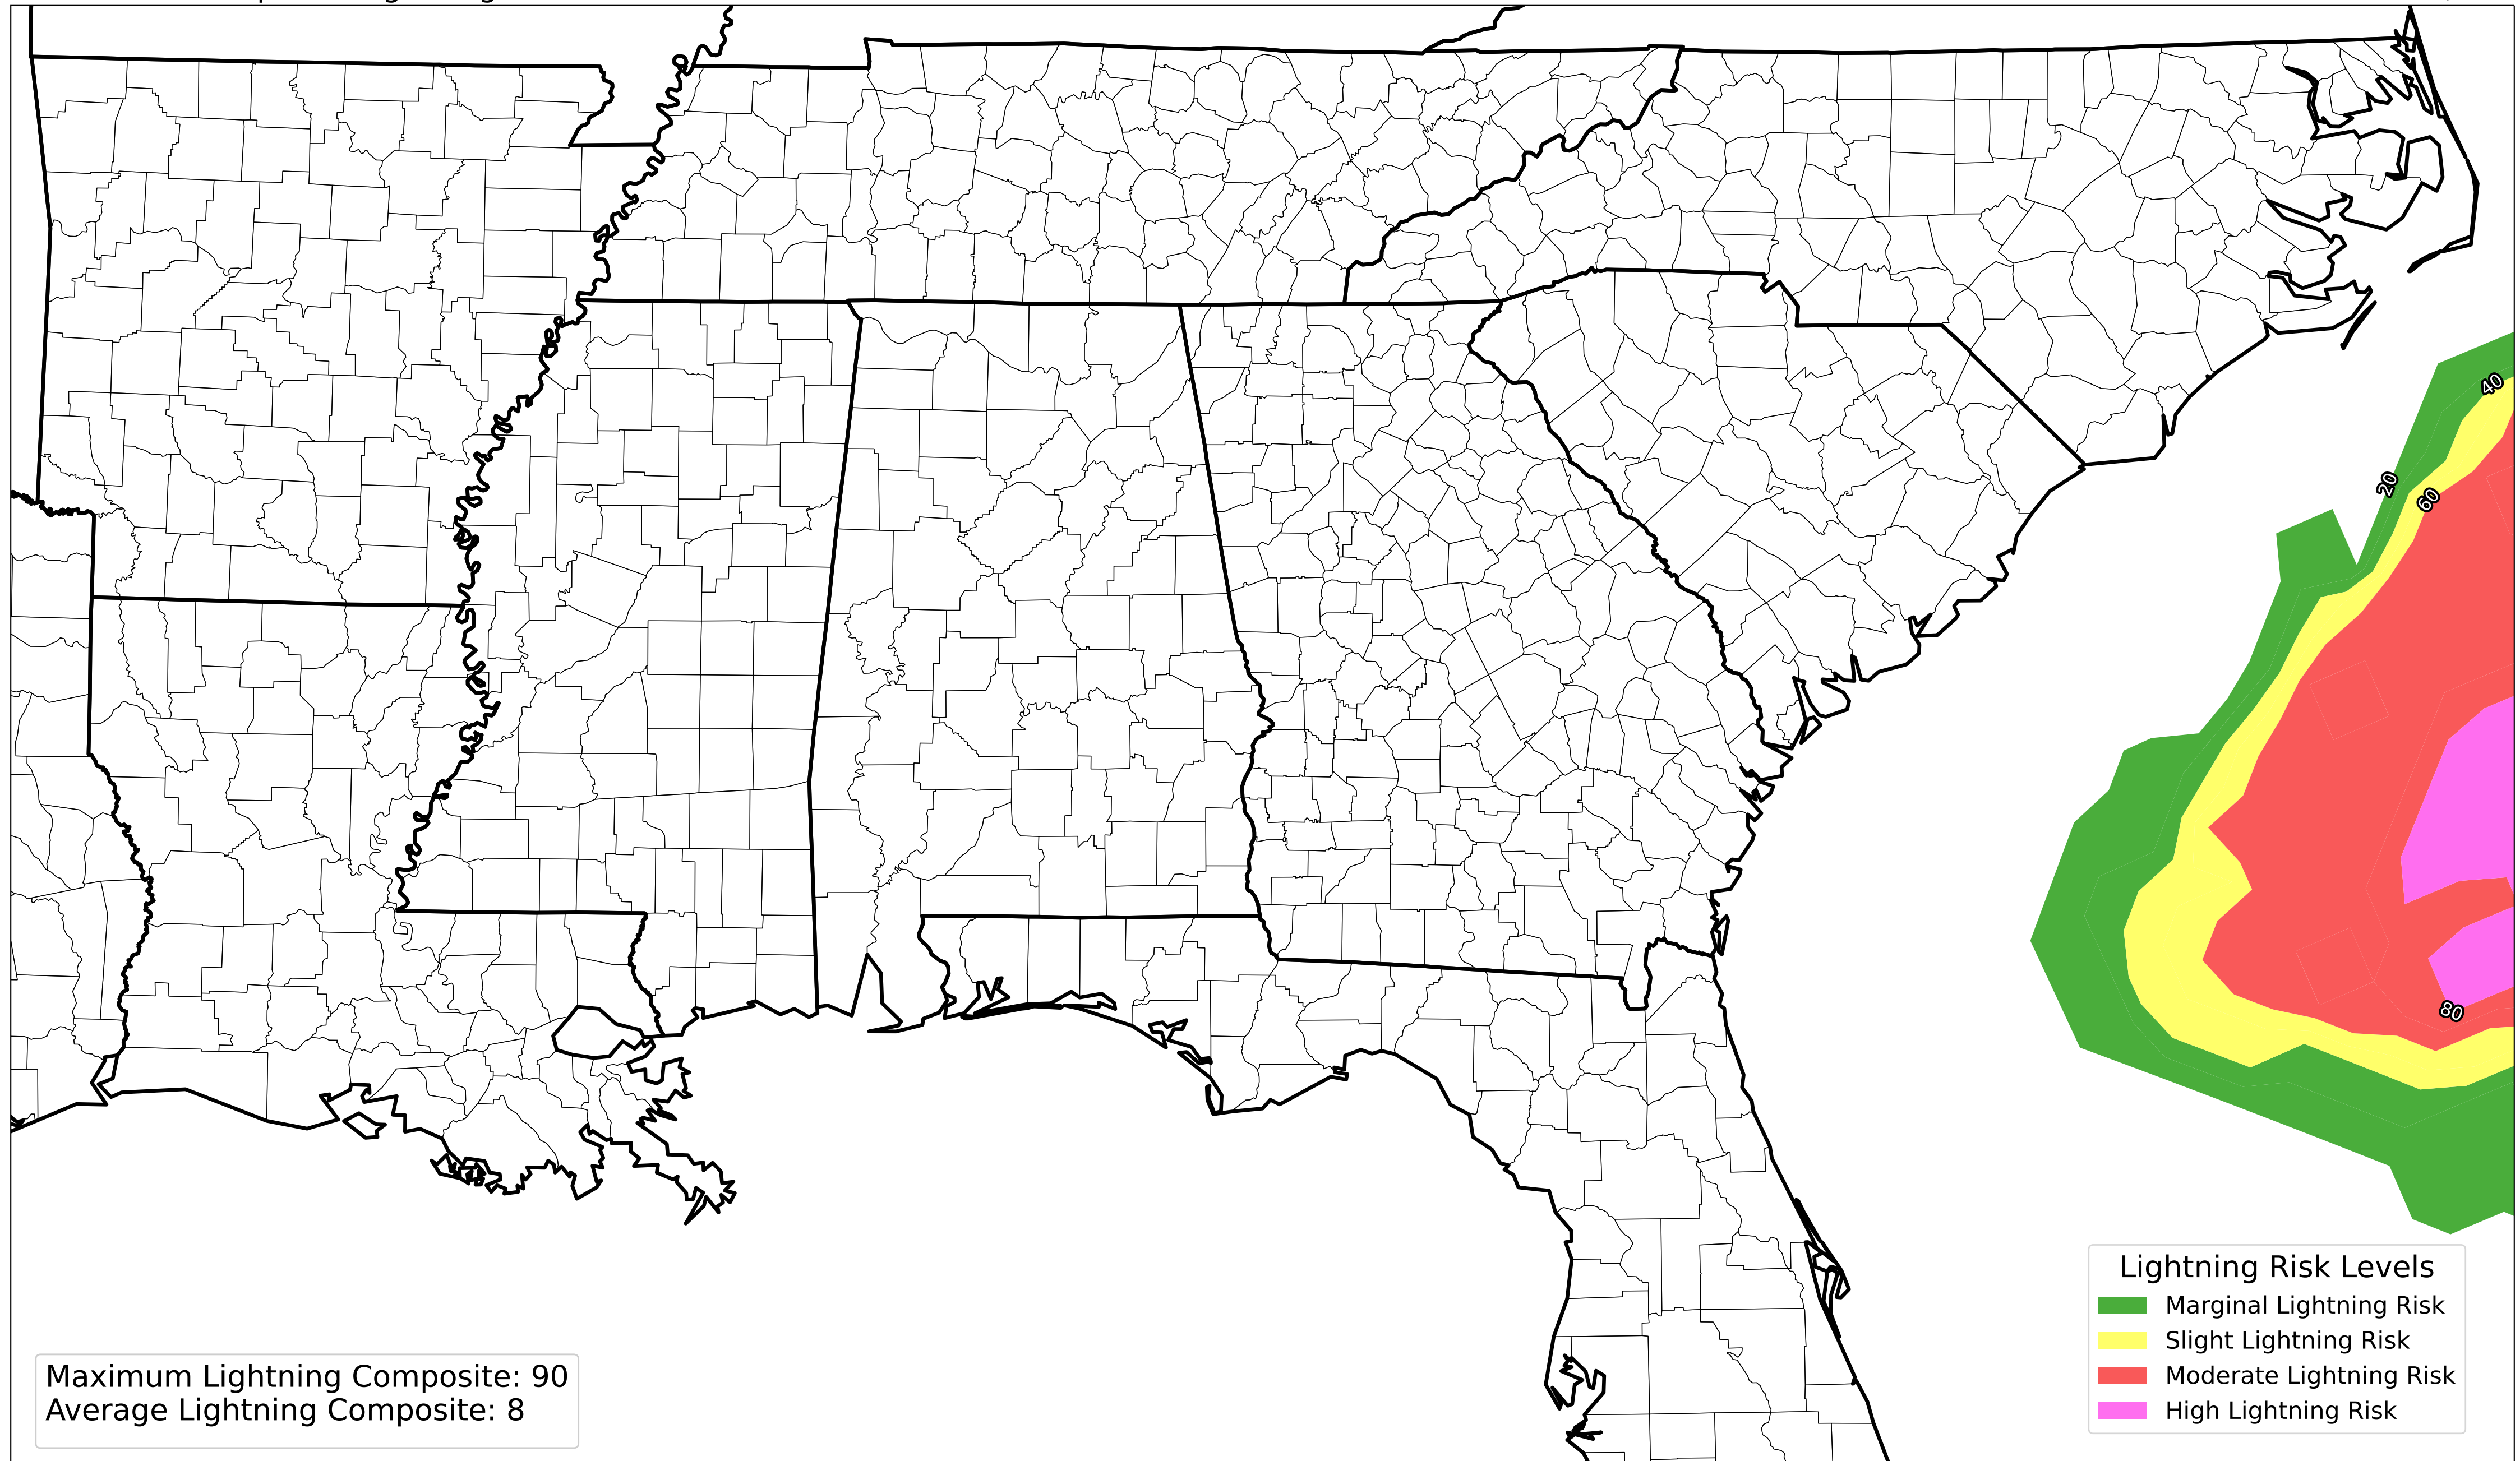 40
20
60
80
Lightning Risk Levels
Marginal Lightning Risk
Slight Lightning Risk
Moderate Lightning Risk
High Lightning Risk
Maximum Lightning Composite: 90
Average Lightning Composite: 8